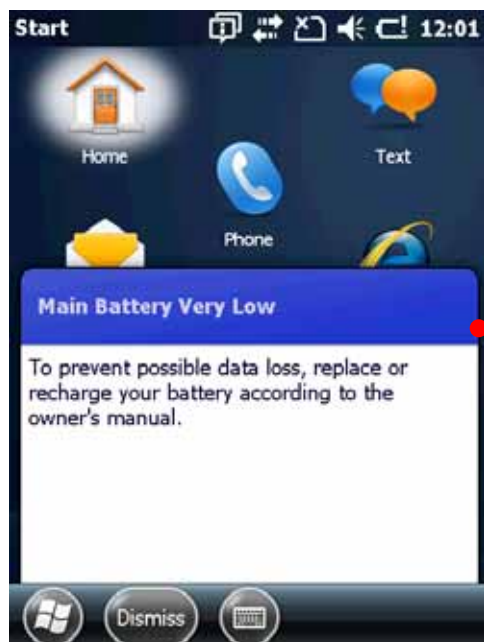 Start 12:01
Home
Text
Phone
Main Battery Very Low
To prevent possible data loss, replace or
recharge your battery according to the
owner's manual.
Dismiss